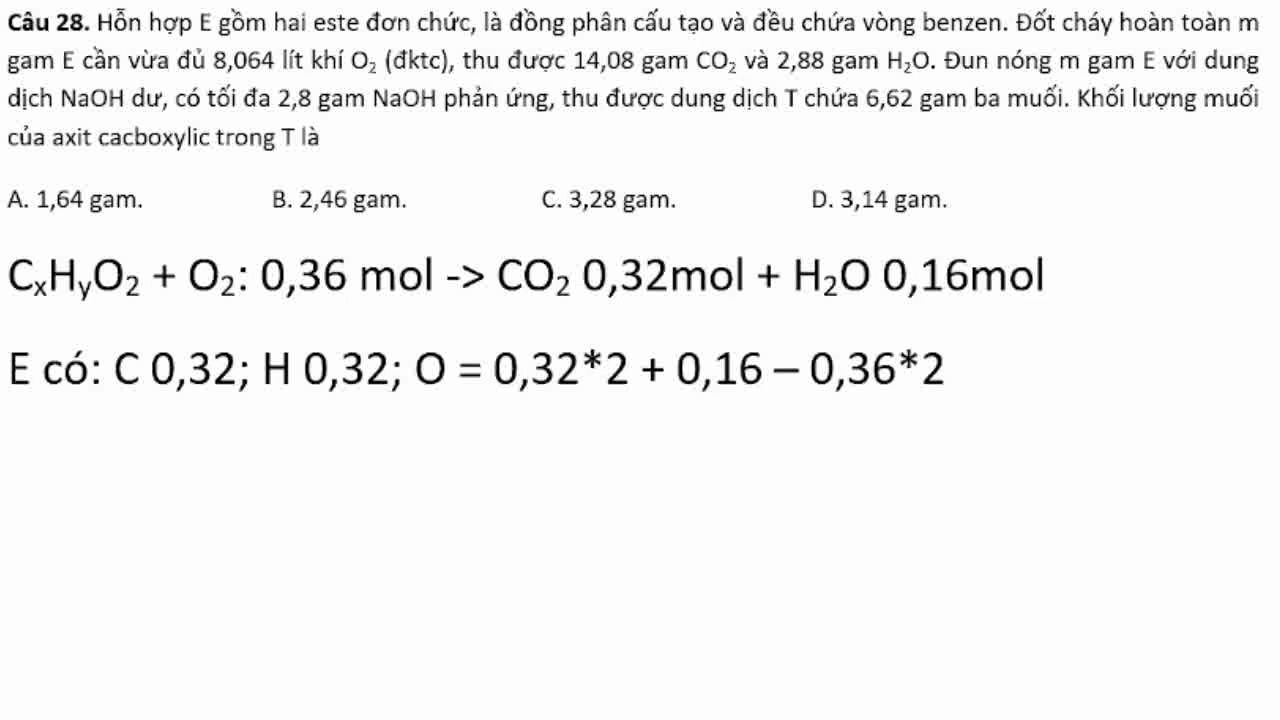 Câu 28. Hỗn hợp E gồm hai este đơn chức, là đồng phân cấu tạo và đều chứa vòng benzen. Đốt cháy hoàn toàn m
gam E cần vừa đủ 8,064 lít khí O₂ (đktc), thu được 14,08 gam CO₂ và 2,88 gam H₂O. Đun nóng m gam E với dung
dịch NaOH dư, có tối đa 2,8 gam NaOH phản ứng, thu được dung dịch T chứa 6,62 gam ba muối. Khối lượng muối
của axit cacboxylic trong T là
A. 1,64 gam. B. 2,46 gam. C. 3,28 gam. D. 3,14 gam.
CₓHᵧO₂ + O₂: 0,36 mol -> CO₂ 0,32mol + H₂O 0,16mol
E có: C 0,32; H 0,32; O = 0,32*2 + 0,16 – 0,36*2